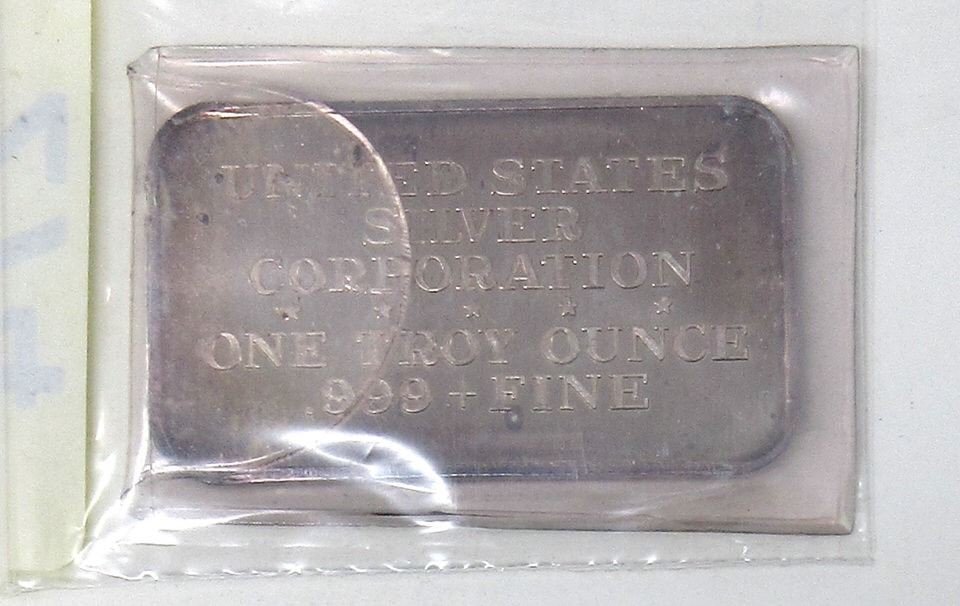 UNITED STATES
SILVER
CORPORATION
ONE TROY OUNCE
.999+FINE